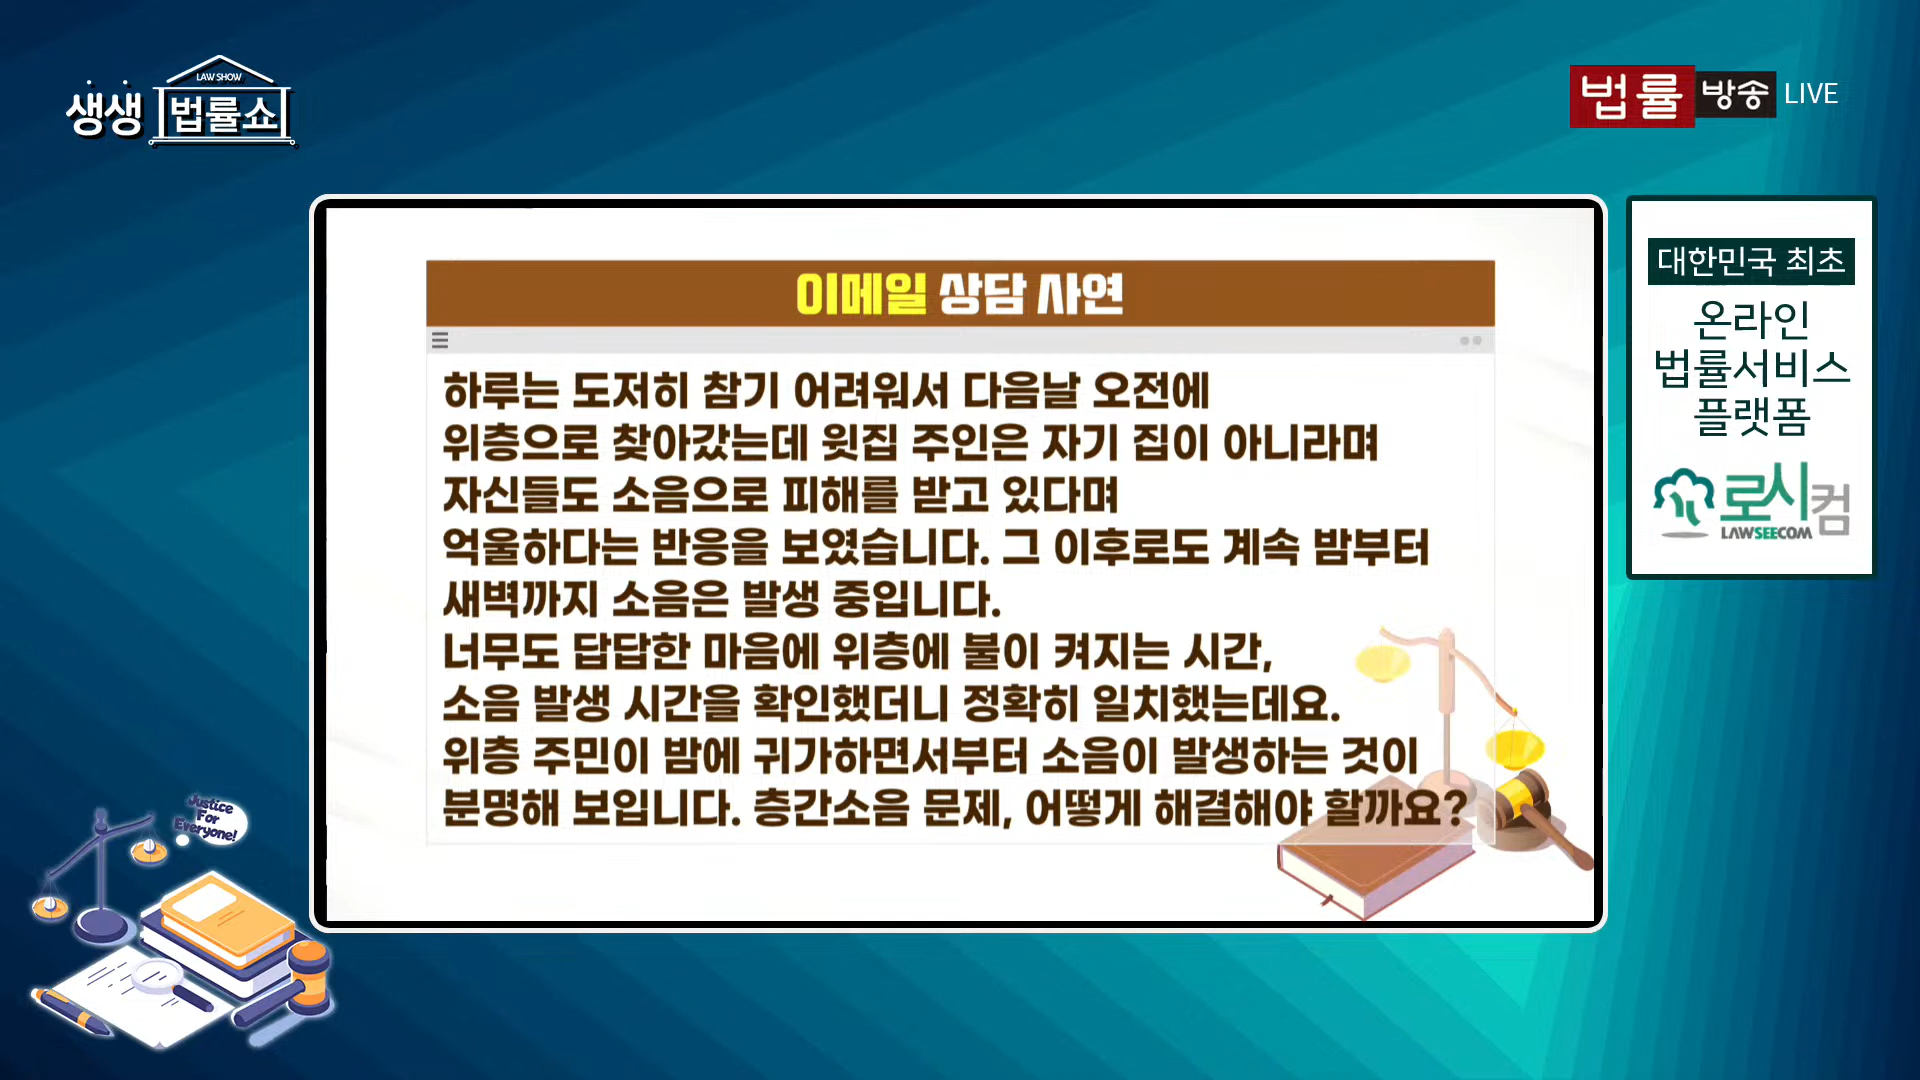 생생 법률쇼
LAW SHOW
법률방송 LIVE
이메일 상담 사연
하루는 도저히 참기 어려워서 다음날 오전에
위층으로 찾아갔는데 윗집 주인은 자기 집이 아니라며
자신들도 소음으로 피해를 받고 있다며
억울하다는 반응을 보였습니다. 그 이후로도 계속 밤부터
새벽까지 소음은 발생 중입니다.
너무도 답답한 마음에 위층에 불이 켜지는 시간,
소음 발생 시간을 확인했더니 정확히 일치했는데요.
위층 주민이 밤에 귀가하면서부터 소음이 발생하는 것이
분명해 보입니다. 층간소음 문제, 어떻게 해결해야 할까요?
대한민국 최초
온라인
법률서비스
플랫폼
로시컴
LAWSEECOM
Justice
For
Everyone!